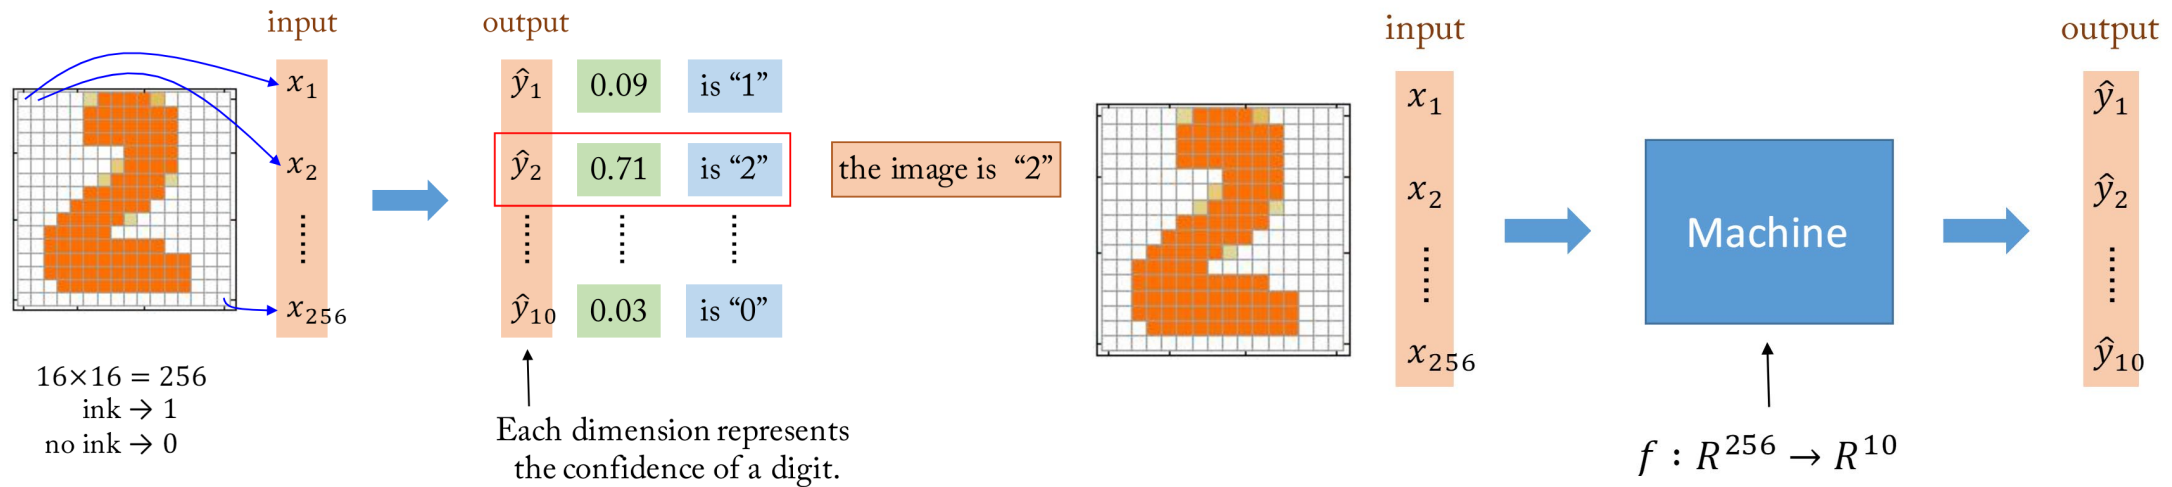 input
output
x₁
ŷ₁ 0.09 is “1”
x₂
ŷ₂ 0.71 is “2”
the image is “2”
x₂₅₆
ŷ₁₀ 0.03 is “0”
16×16 = 256
ink → 1
no ink → 0
Each dimension represents
the confidence of a digit.
input
output
x₁
x₂
x₂₅₆
Machine
ŷ₁
ŷ₂
ŷ₁₀
f : R²⁵⁶ → R¹⁰